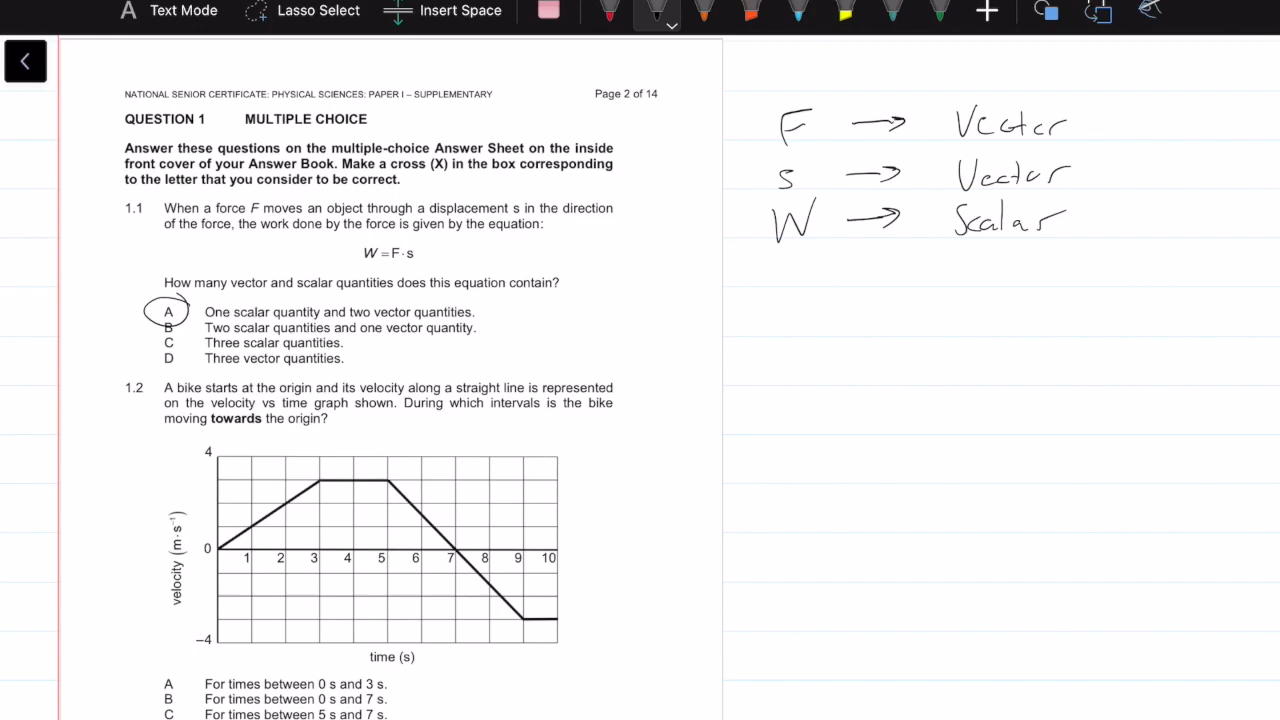 Text Mode
Lasso Select
Insert Space
NATIONAL SENIOR CERTIFICATE: PHYSICAL SCIENCES: PAPER I – SUPPLEMENTARY Page 2 of 14
QUESTION 1 MULTIPLE CHOICE
Answer these questions on the multiple-choice Answer Sheet on the inside
front cover of your Answer Book. Make a cross (X) in the box corresponding
to the letter that you consider to be correct.
1.1 When a force F moves an object through a displacement s in the direction
of the force, the work done by the force is given by the equation:
W = F · s
How many vector and scalar quantities does this equation contain?
A One scalar quantity and two vector quantities.
B Two scalar quantities and one vector quantity.
C Three scalar quantities.
D Three vector quantities.
1.2 A bike starts at the origin and its velocity along a straight line is represented
on the velocity vs time graph shown. During which intervals is the bike
moving towards the origin?
4
velocity (m·s⁻¹)
0
1 2 3 4 5 6 7 8 9 10
–4
time (s)
A For times between 0 s and 3 s.
B For times between 0 s and 7 s.
C For times between 5 s and 7 s.
F → Vector
s → Vector
W → Scalar